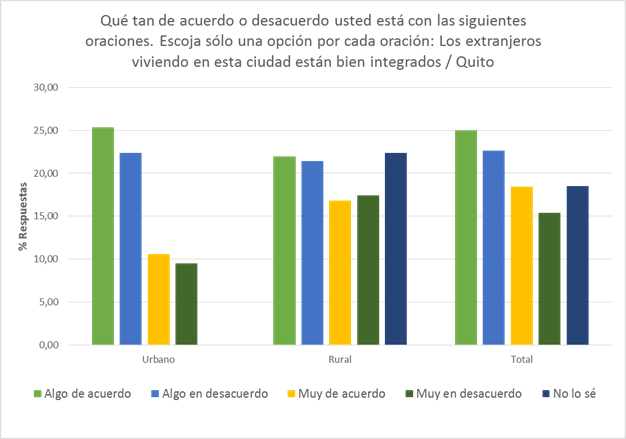 Qué tan de acuerdo o desacuerdo usted está con las siguientes
oraciones. Escoja sólo una opción por cada oración: Los extranjeros
viviendo en esta ciudad están bien integrados / Quito
30,00
25,00
20,00
15,00
10,00
5,00
0,00
% Respuestas
Urbano Rural Total
Algo de acuerdo Algo en desacuerdo Muy de acuerdo Muy en desacuerdo No lo sé